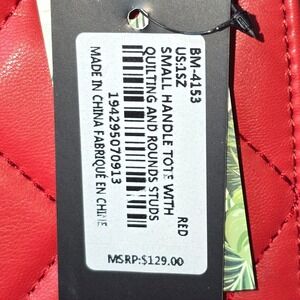 BM-4153
US:1SZ RED
SMALL HANDLE TOTE WITH
QUILTING AND ROUNDS STUDS
194295070913
MADE IN CHINA FABRIQUÉ EN CHINE
MSRP:$129.00